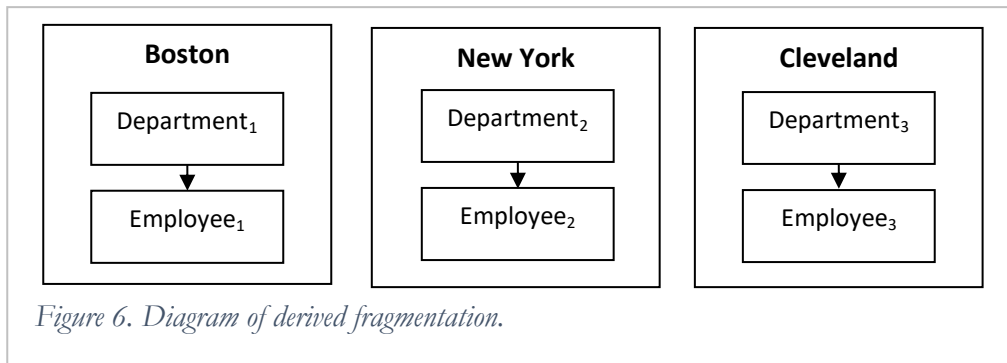 Boston
Department₁
Employee₁
New York
Department₂
Employee₂
Cleveland
Department₃
Employee₃
Figure 6. Diagram of derived fragmentation.